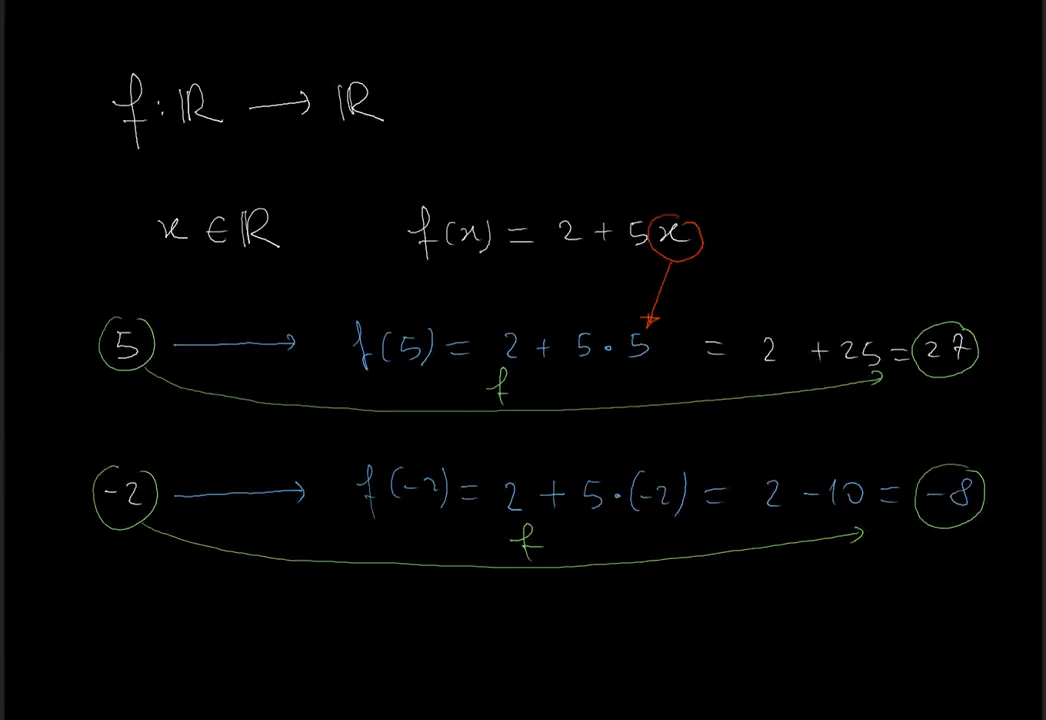 f : ℝ → ℝ
x ∈ ℝ f(x) = 2 + 5x
5 → f(5) = 2 + 5·5 = 2 + 25 = 27
f
-2 → f(-2) = 2 + 5·(-2) = 2 - 10 = -8
f